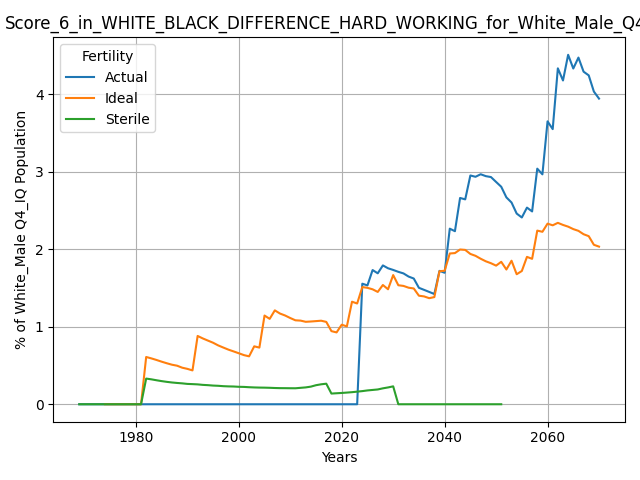 Score_6_in_WHITE_BLACK_DIFFERENCE_HARD_WORKING_for_White_Male_Q4
Fertility
Actual
Ideal
Sterile
% of White_Male Q4_IQ Population
4
3
2
1
0
1980 2000 2020 2040 2060
Years